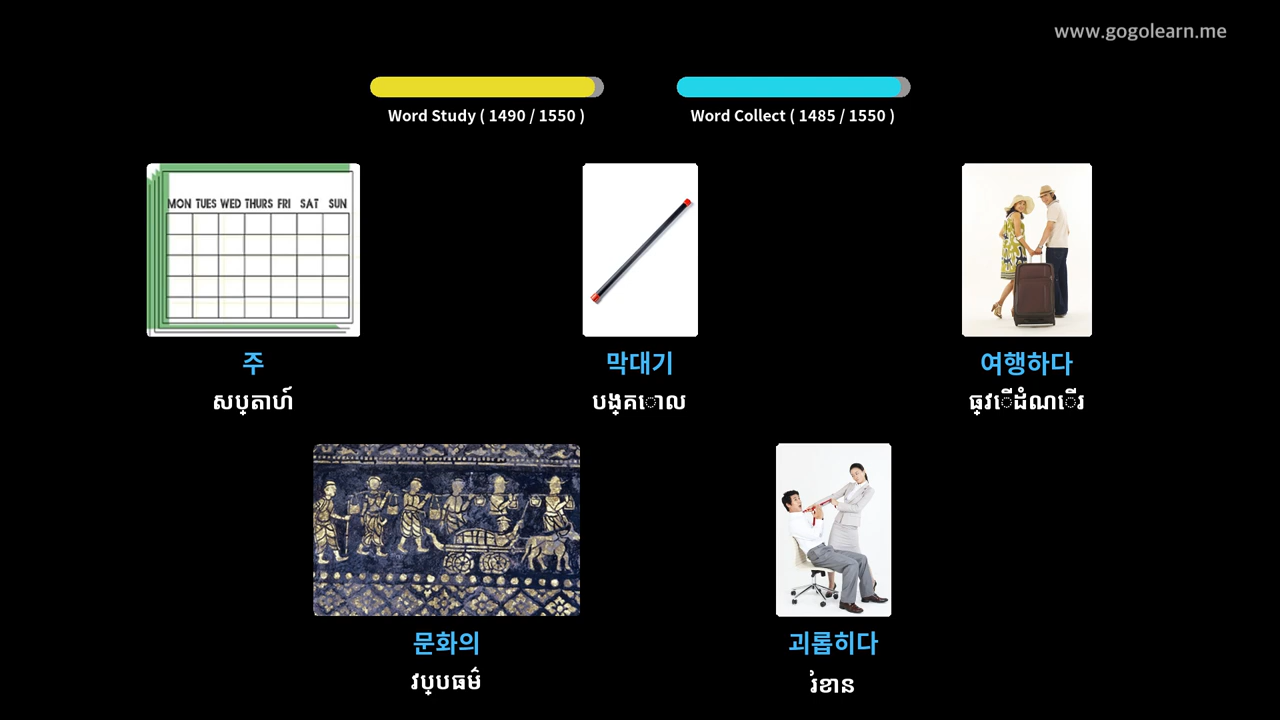 www.gogolearn.me
Word Study ( 1490 / 1550 )
Word Collect ( 1485 / 1550 )
MON TUES WED THURS FRI SAT SUN
주
សប្តាហ៍
막대기
បង្គោល
여행하다
ធ្វើដំណើរ
문화의
វប្បធម៌
괴롭히다
រំខាន